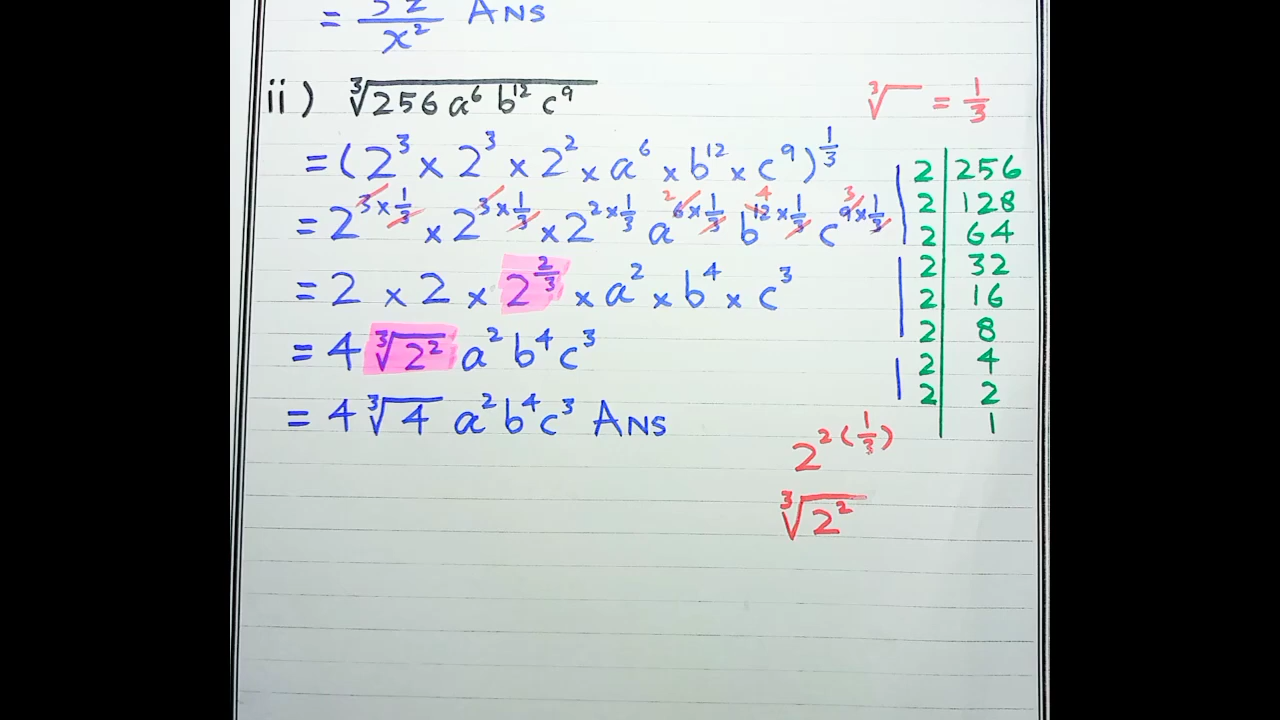 = 32/x² Ans
ii) ∛(256 a⁶ b¹² c⁹)
= (2³ × 2³ × 2² × a⁶ × b¹² × c⁹)^(1/3)
= 2^(3×1/3) × 2^(3×1/3) × 2^(2×1/3) a^(6×1/3) b^(12×1/3) c^(9×1/3)
2 4 3
= 2 × 2 × 2^(2/3) × a² × b⁴ × c³
= 4 ∛(2²) a² b⁴ c³
= 4 ∛4 a² b⁴ c³ Ans
∛ = 1/3
2 | 256
2 | 128
2 | 64
2 | 32
2 | 16
2 | 8
2 | 4
2 | 2
| 1
2^(2(1/3))
∛(2²)